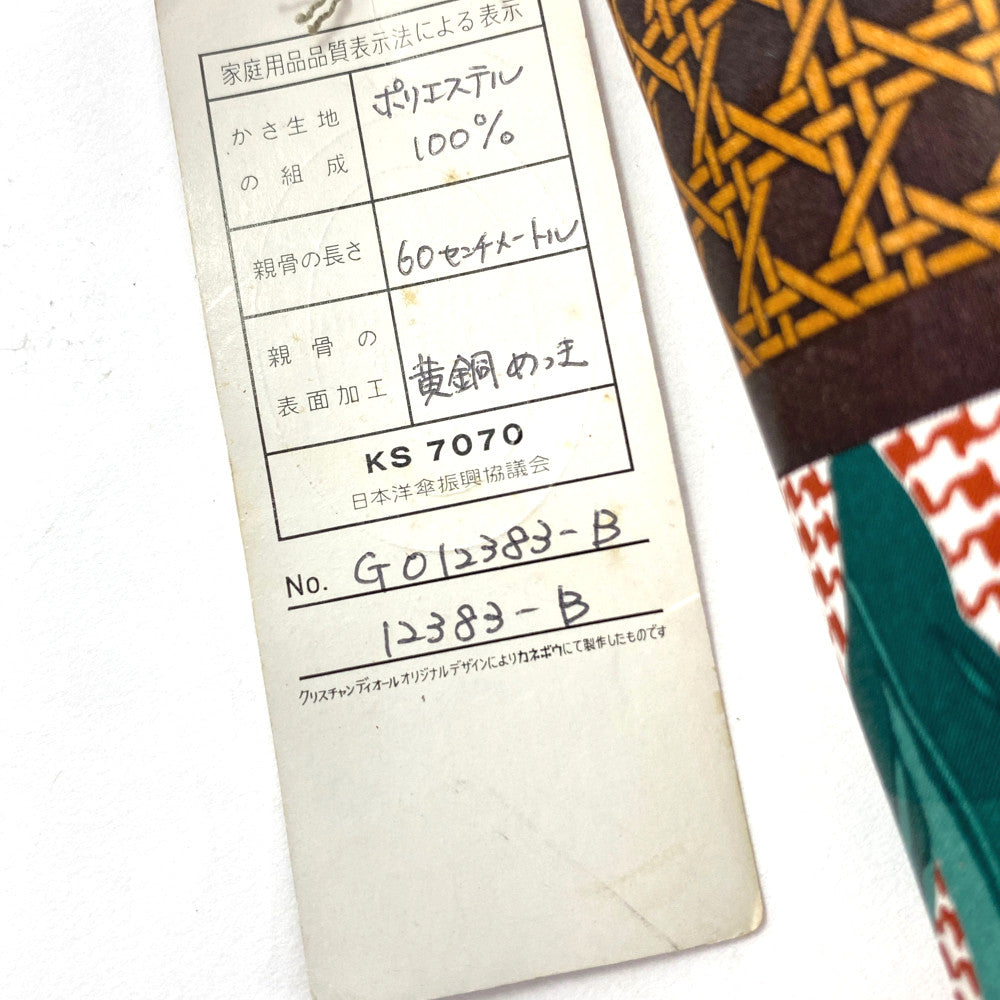 家庭用品品質表示法による表示
かさ生地
の組成
ポリエステル
100%
親骨の長さ
60センチメートル
親骨の
表面加工
黄銅めっき
KS 7070
日本洋傘振興協議会
No. G012383-B
12383-B
クリスチャンディオールオリジナルデザインによりカネボウにて製作したものです